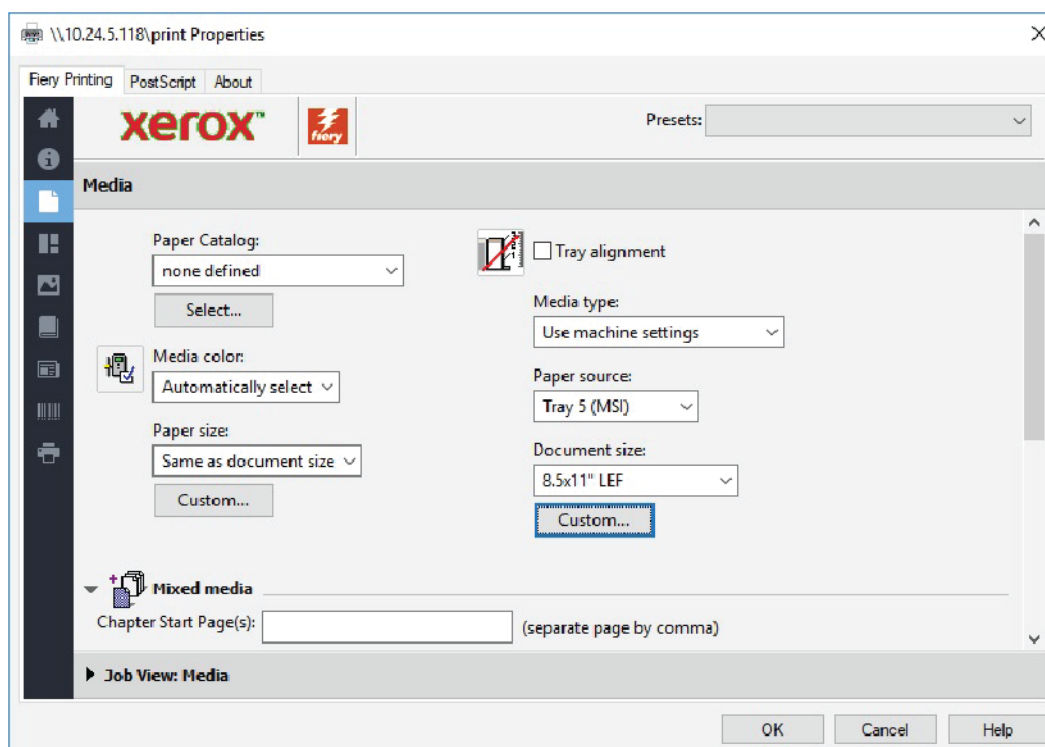 \\10.24.5.118\print Properties
Fiery Printing PostScript About
xerox™ fiery Presets:
Media
Paper Catalog:
none defined
Select...
Media color:
Automatically select
Paper size:
Same as document size
Custom...
Tray alignment
Media type:
Use machine settings
Paper source:
Tray 5 (MSI)
Document size:
8.5x11" LEF
Custom...
Mixed media
Chapter Start Page(s): (separate page by comma)
Job View: Media
OK Cancel Help